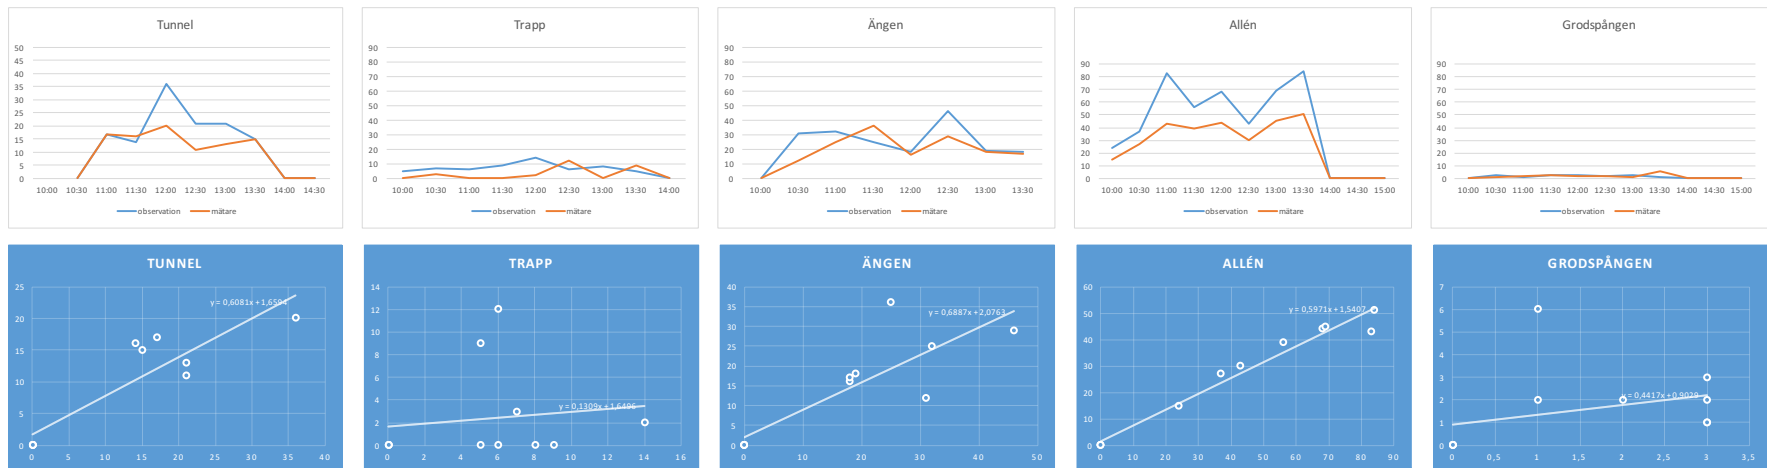 Tunnel
50
45
40
35
30
25
20
15
10
5
0
10:00 10:30 11:00 11:30 12:00 12:30 13:00 13:30 14:00 14:30
observation mätare
Trapp
90
80
70
60
50
40
30
20
10
0
10:00 10:30 11:00 11:30 12:00 12:30 13:00 13:30 14:00
observation mätare
Ängen
90
80
70
60
50
40
30
20
10
0
10:00 10:30 11:00 11:30 12:00 12:30 13:00 13:30
observation mätare
Allén
90
80
70
60
50
40
30
20
10
0
10:00 10:30 11:00 11:30 12:00 12:30 13:00 13:30 14:00 14:30 15:00
observation mätare
Grodspången
90
80
70
60
50
40
30
20
10
0
10:00 10:30 11:00 11:30 12:00 12:30 13:00 13:30 14:00 14:30 15:00
observation mätare
TUNNEL
y = 0,6081x + 1,6594
25
20
15
10
5
0
0 5 10 15 20 25 30 35 40
TRAPP
14
12
10
8
6
4
2
0
y = 0,1309x + 1,6496
0 2 4 6 8 10 12 14 16
ÄNGEN
40
35
30
25
20
15
10
5
0
y = 0,6887x + 2,0763
0 10 20 30 40 50
ALLÉN
60
50
40
30
20
10
0
y = 0,5971x + 1,5407
0 10 20 30 40 50 60 70 80 90
GRODSPÅNGEN
7
6
5
4
3
2
1
0
y = 0,4417x + 0,9029
0 0,5 1 1,5 2 2,5 3 3,5